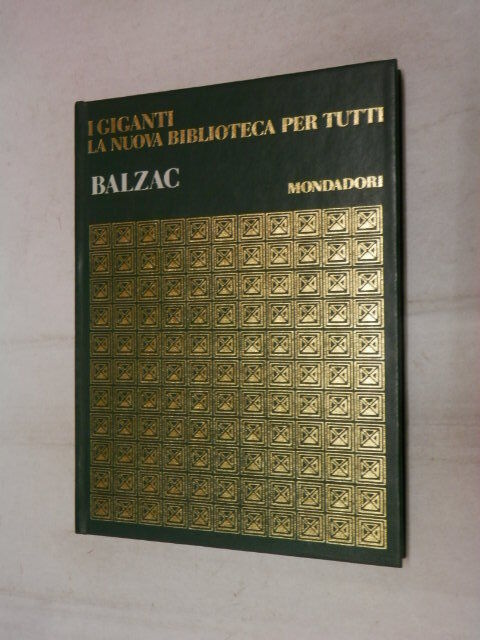 I GIGANTI
LA NUOVA BIBLIOTECA PER TUTTI
BALZAC
MONDADORI